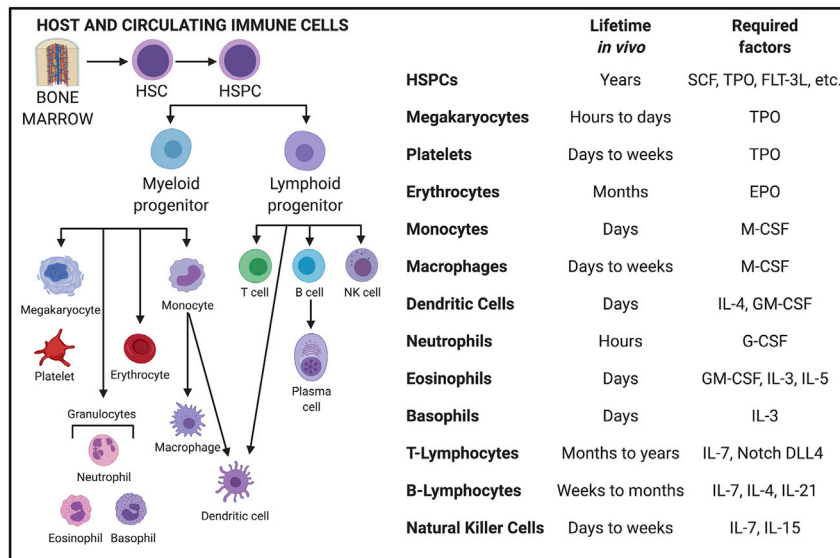 HOST AND CIRCULATING IMMUNE CELLS
BONE
MARROW
HSC
HSPC
Myeloid
progenitor
Lymphoid
progenitor
Megakaryocyte
Monocyte
T cell
B cell
NK cell
Platelet
Erythrocyte
Plasma
cell
Granulocytes
Macrophage
Neutrophil
Dendritic cell
Eosinophil
Basophil
Lifetime
in vivo
Required
factors
HSPCs Years SCF, TPO, FLT-3L, etc.
Megakaryocytes Hours to days TPO
Platelets Days to weeks TPO
Erythrocytes Months EPO
Monocytes Days M-CSF
Macrophages Days to weeks M-CSF
Dendritic Cells Days IL-4, GM-CSF
Neutrophils Hours G-CSF
Eosinophils Days GM-CSF, IL-3, IL-5
Basophils Days IL-3
T-Lymphocytes Months to years IL-7, Notch DLL4
B-Lymphocytes Weeks to months IL-7, IL-4, IL-21
Natural Killer Cells Days to weeks IL-7, IL-15